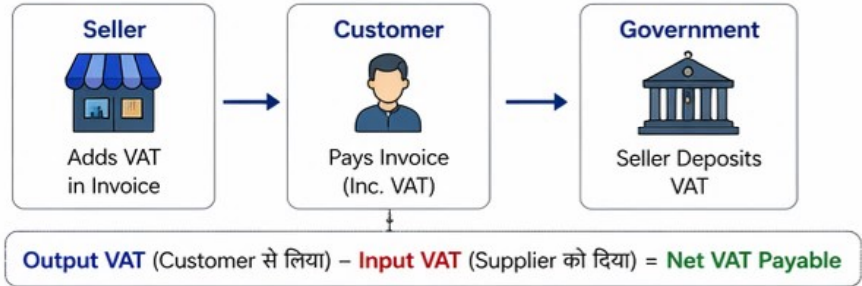 Seller
Adds VAT
in Invoice
Customer
Pays Invoice
(Inc. VAT)
Government
Seller Deposits
VAT
Output VAT (Customer से लिया) – Input VAT (Supplier को दिया) = Net VAT Payable